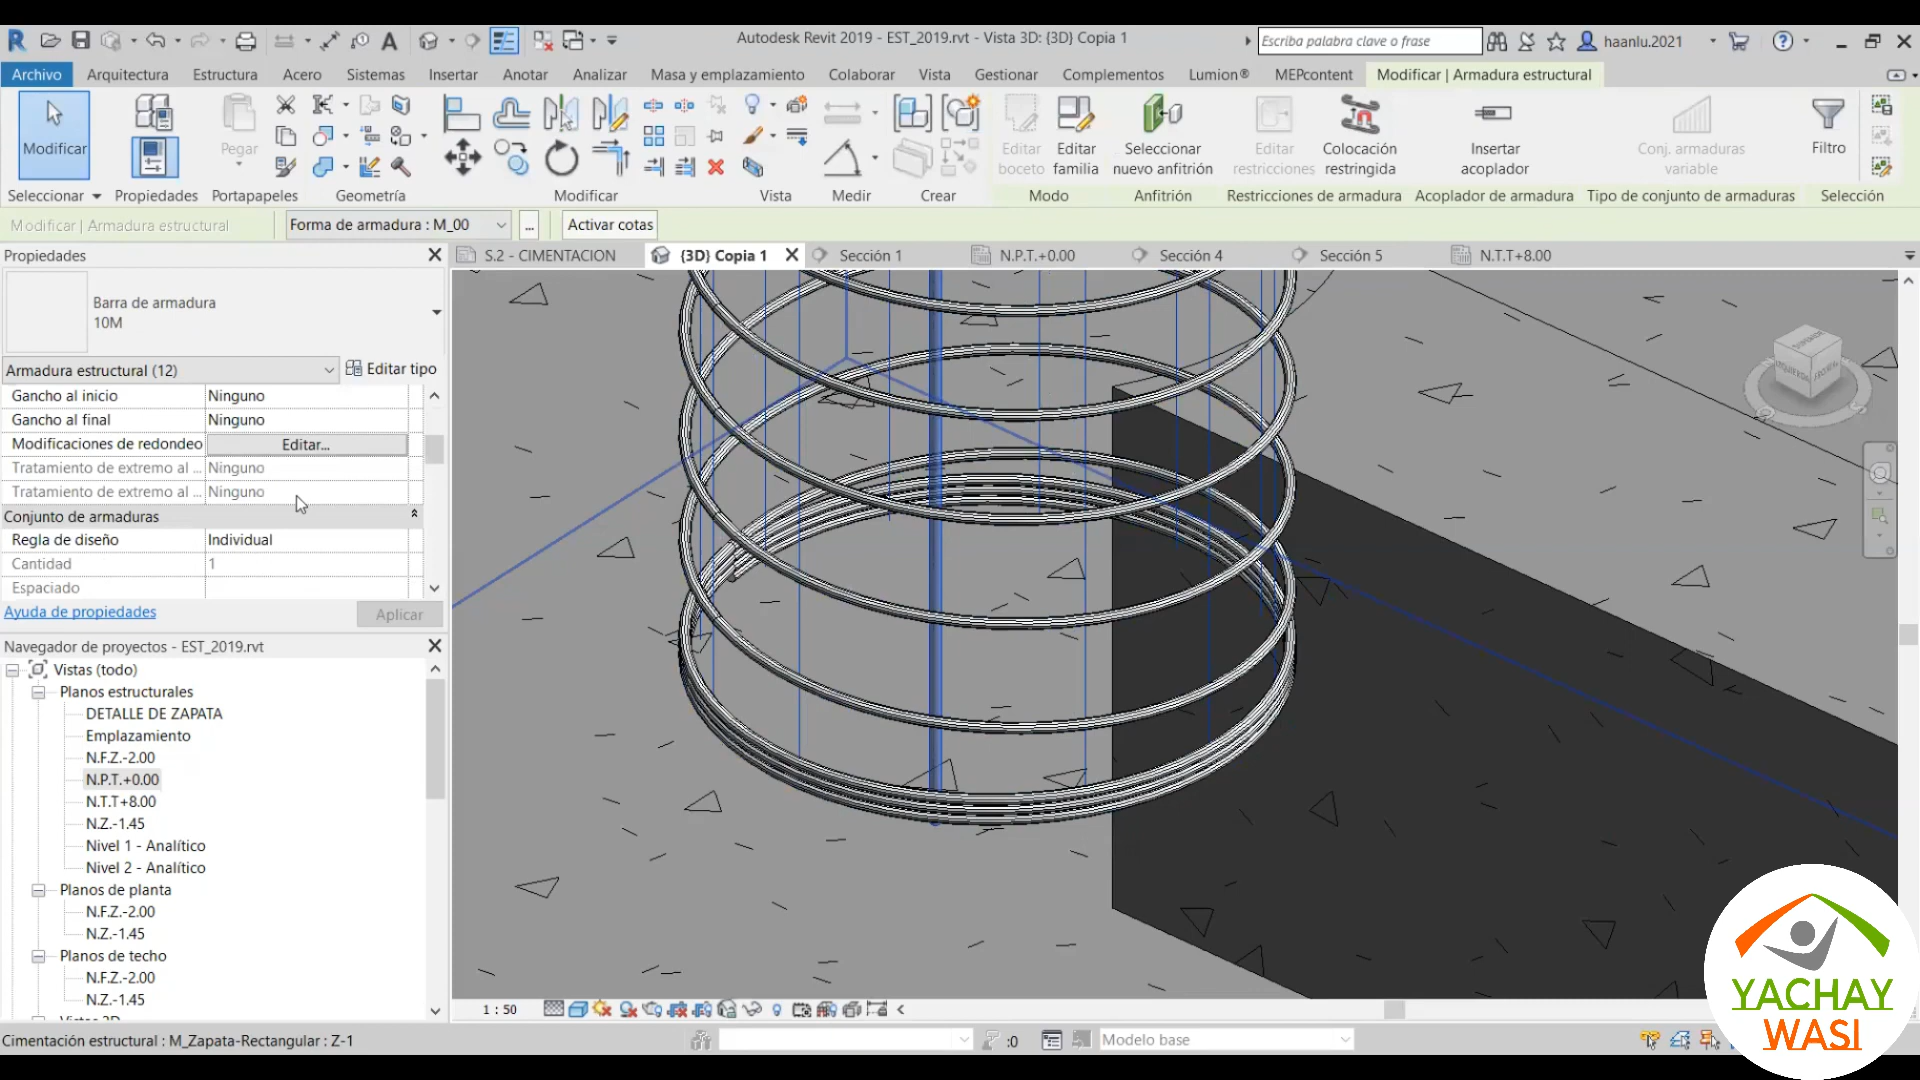 Autodesk Revit 2019 - EST_2019.rvt - Vista 3D: {3D} Copia 1
Escriba palabra clave o frase
haanlu.2021
Archivo Arquitectura Estructura Acero Sistemas Insertar Anotar Analizar Masa y emplazamiento Colaborar Vista Gestionar Complementos Lumion® MEPcontent Modificar | Armadura estructural
Modificar
Pegar
Editar boceto
Editar familia
Seleccionar nuevo anfitrión
Editar restricciones
Colocación restringida
Insertar acoplador
Conj. armaduras variable
Filtro
Seleccionar Propiedades Portapapeles Geometría Modificar Vista Medir Crear Modo Anfitrión Restricciones de armadura Acoplador de armadura Tipo de conjunto de armaduras Selección
Modificar | Armadura estructural Forma de armadura : M_00 ... Activar cotas
Propiedades
S.2 - CIMENTACION {3D} Copia 1 Sección 1 N.P.T.+0.00 Sección 4 Sección 5 N.T.T+8.00
Barra de armadura
10M
Armadura estructural (12) Editar tipo
Gancho al inicio Ninguno
Gancho al final Ninguno
Modificaciones de redondeo Editar...
Tratamiento de extremo al ... Ninguno
Tratamiento de extremo al ... Ninguno
Conjunto de armaduras
Regla de diseño Individual
Cantidad 1
Espaciado
Ayuda de propiedades Aplicar
Navegador de proyectos - EST_2019.rvt
Vistas (todo)
Planos estructurales
DETALLE DE ZAPATA
Emplazamiento
N.F.Z.-2.00
N.P.T.+0.00
N.T.T+8.00
N.Z.-1.45
Nivel 1 - Analítico
Nivel 2 - Analítico
Planos de planta
N.F.Z.-2.00
N.Z.-1.45
Planos de techo
N.F.Z.-2.00
N.Z.-1.45
1 : 50
Cimentación estructural : M_Zapata-Rectangular : Z-1
:0
Modelo base
YACHAY
WASI